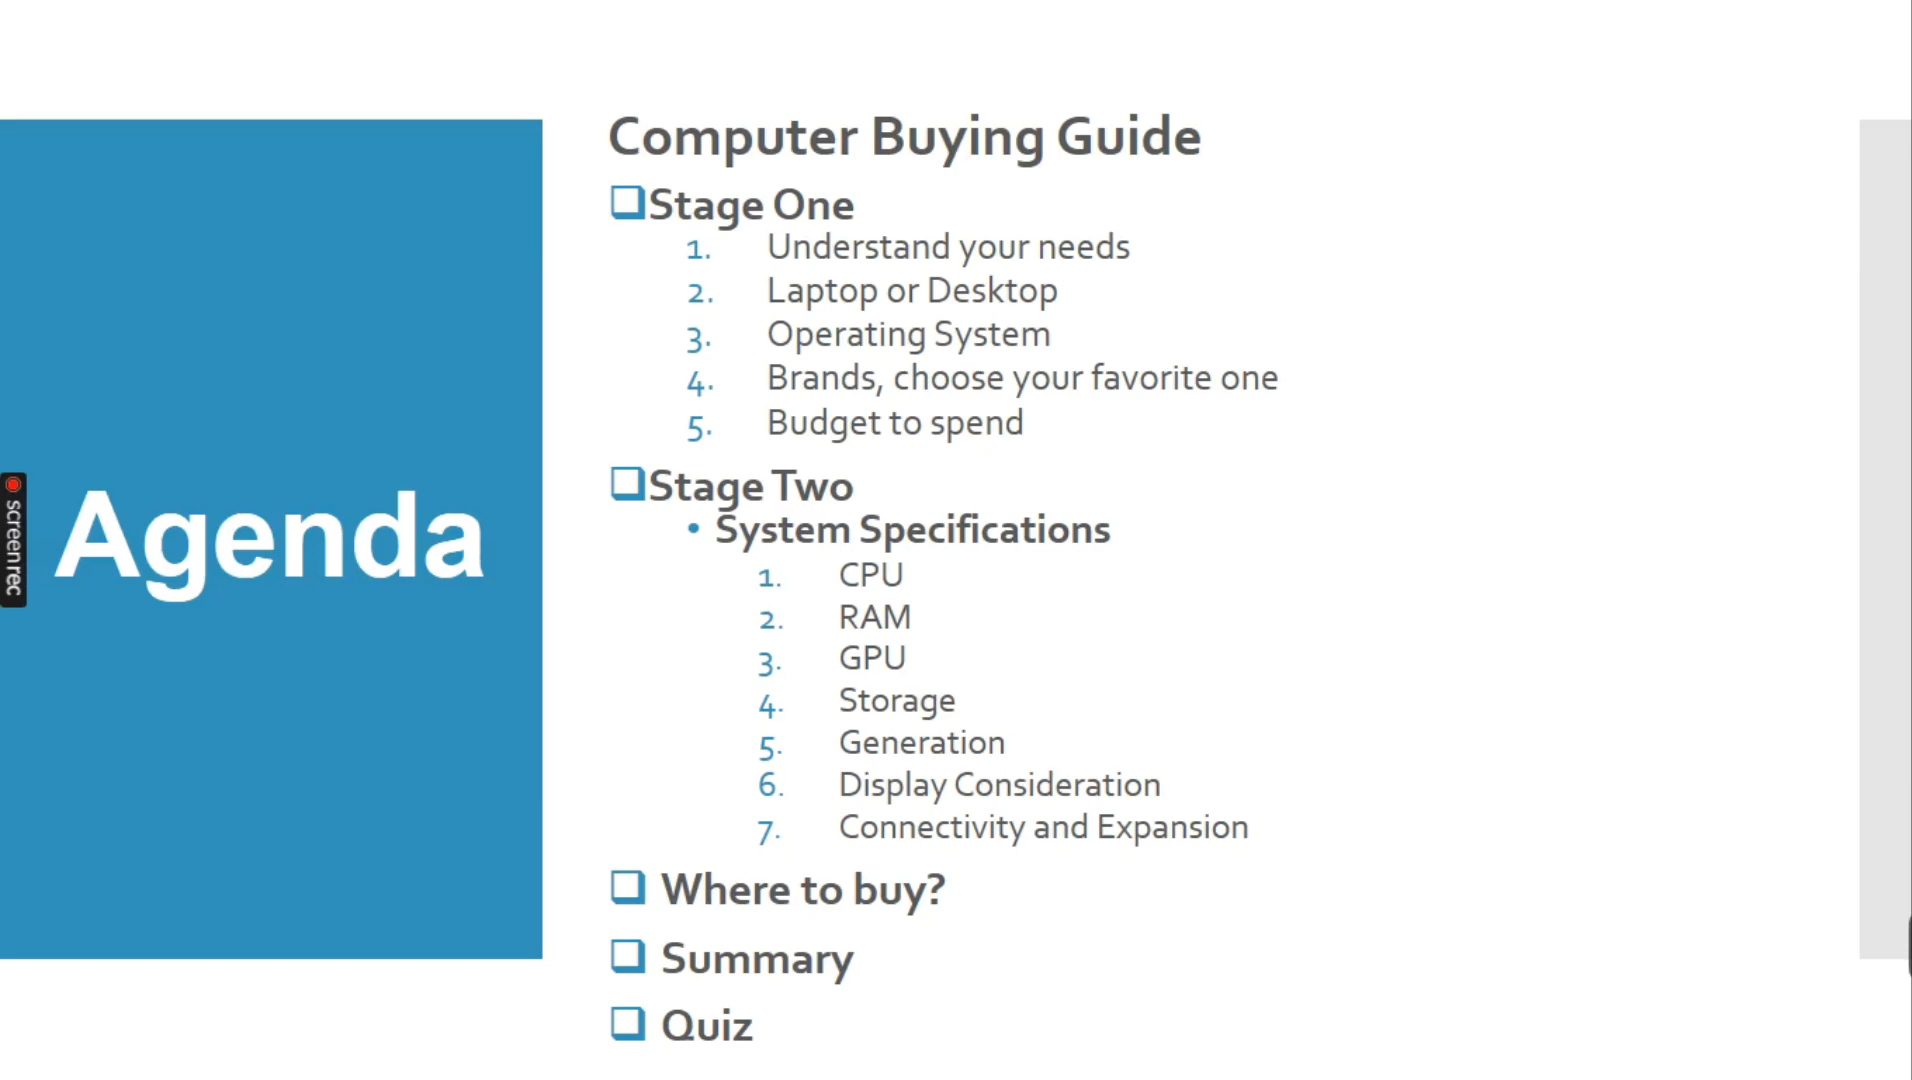 Computer Buying Guide
Stage One
1. Understand your needs
2. Laptop or Desktop
3. Operating System
4. Brands, choose your favorite one
5. Budget to spend
Stage Two
• System Specifications
1. CPU
2. RAM
3. GPU
4. Storage
5. Generation
6. Display Consideration
7. Connectivity and Expansion
Where to buy?
Summary
Quiz
Agenda
screenrec